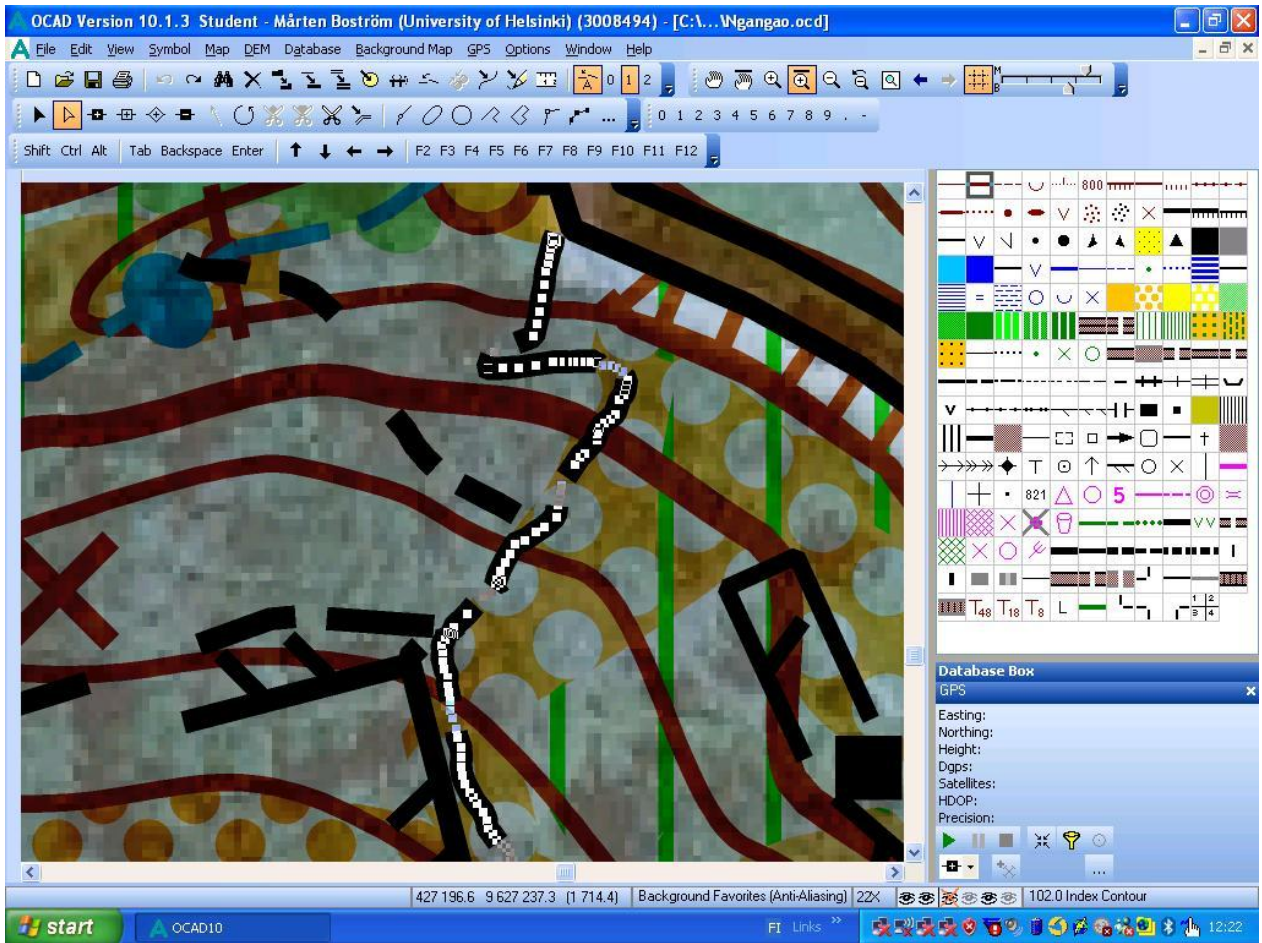 OCAD Version 10.1.3 Student - Mårten Boström (University of Helsinki) (3008494) - [C:\...\Ngangao.ocd]
File Edit View Symbol Map DEM Database Background Map GPS Options Window Help
0 1 2 M B
0 1 2 3 4 5 6 7 8 9 . -
Shift Ctrl Alt Tab Backspace Enter F2 F3 F4 F5 F6 F7 F8 F9 F10 F11 F12
800
821
5
T48 T18 T8 L 1 2 3 4
Database Box
GPS
Easting:
Northing:
Height:
Dgps:
Satellites:
HDOP:
Precision:
...
427 196.6 9 627 237.3 (1 714.4) Background Favorites (Anti-Aliasing) 22X 102.0 Index Contour
start OCAD10 FI Links 12:22